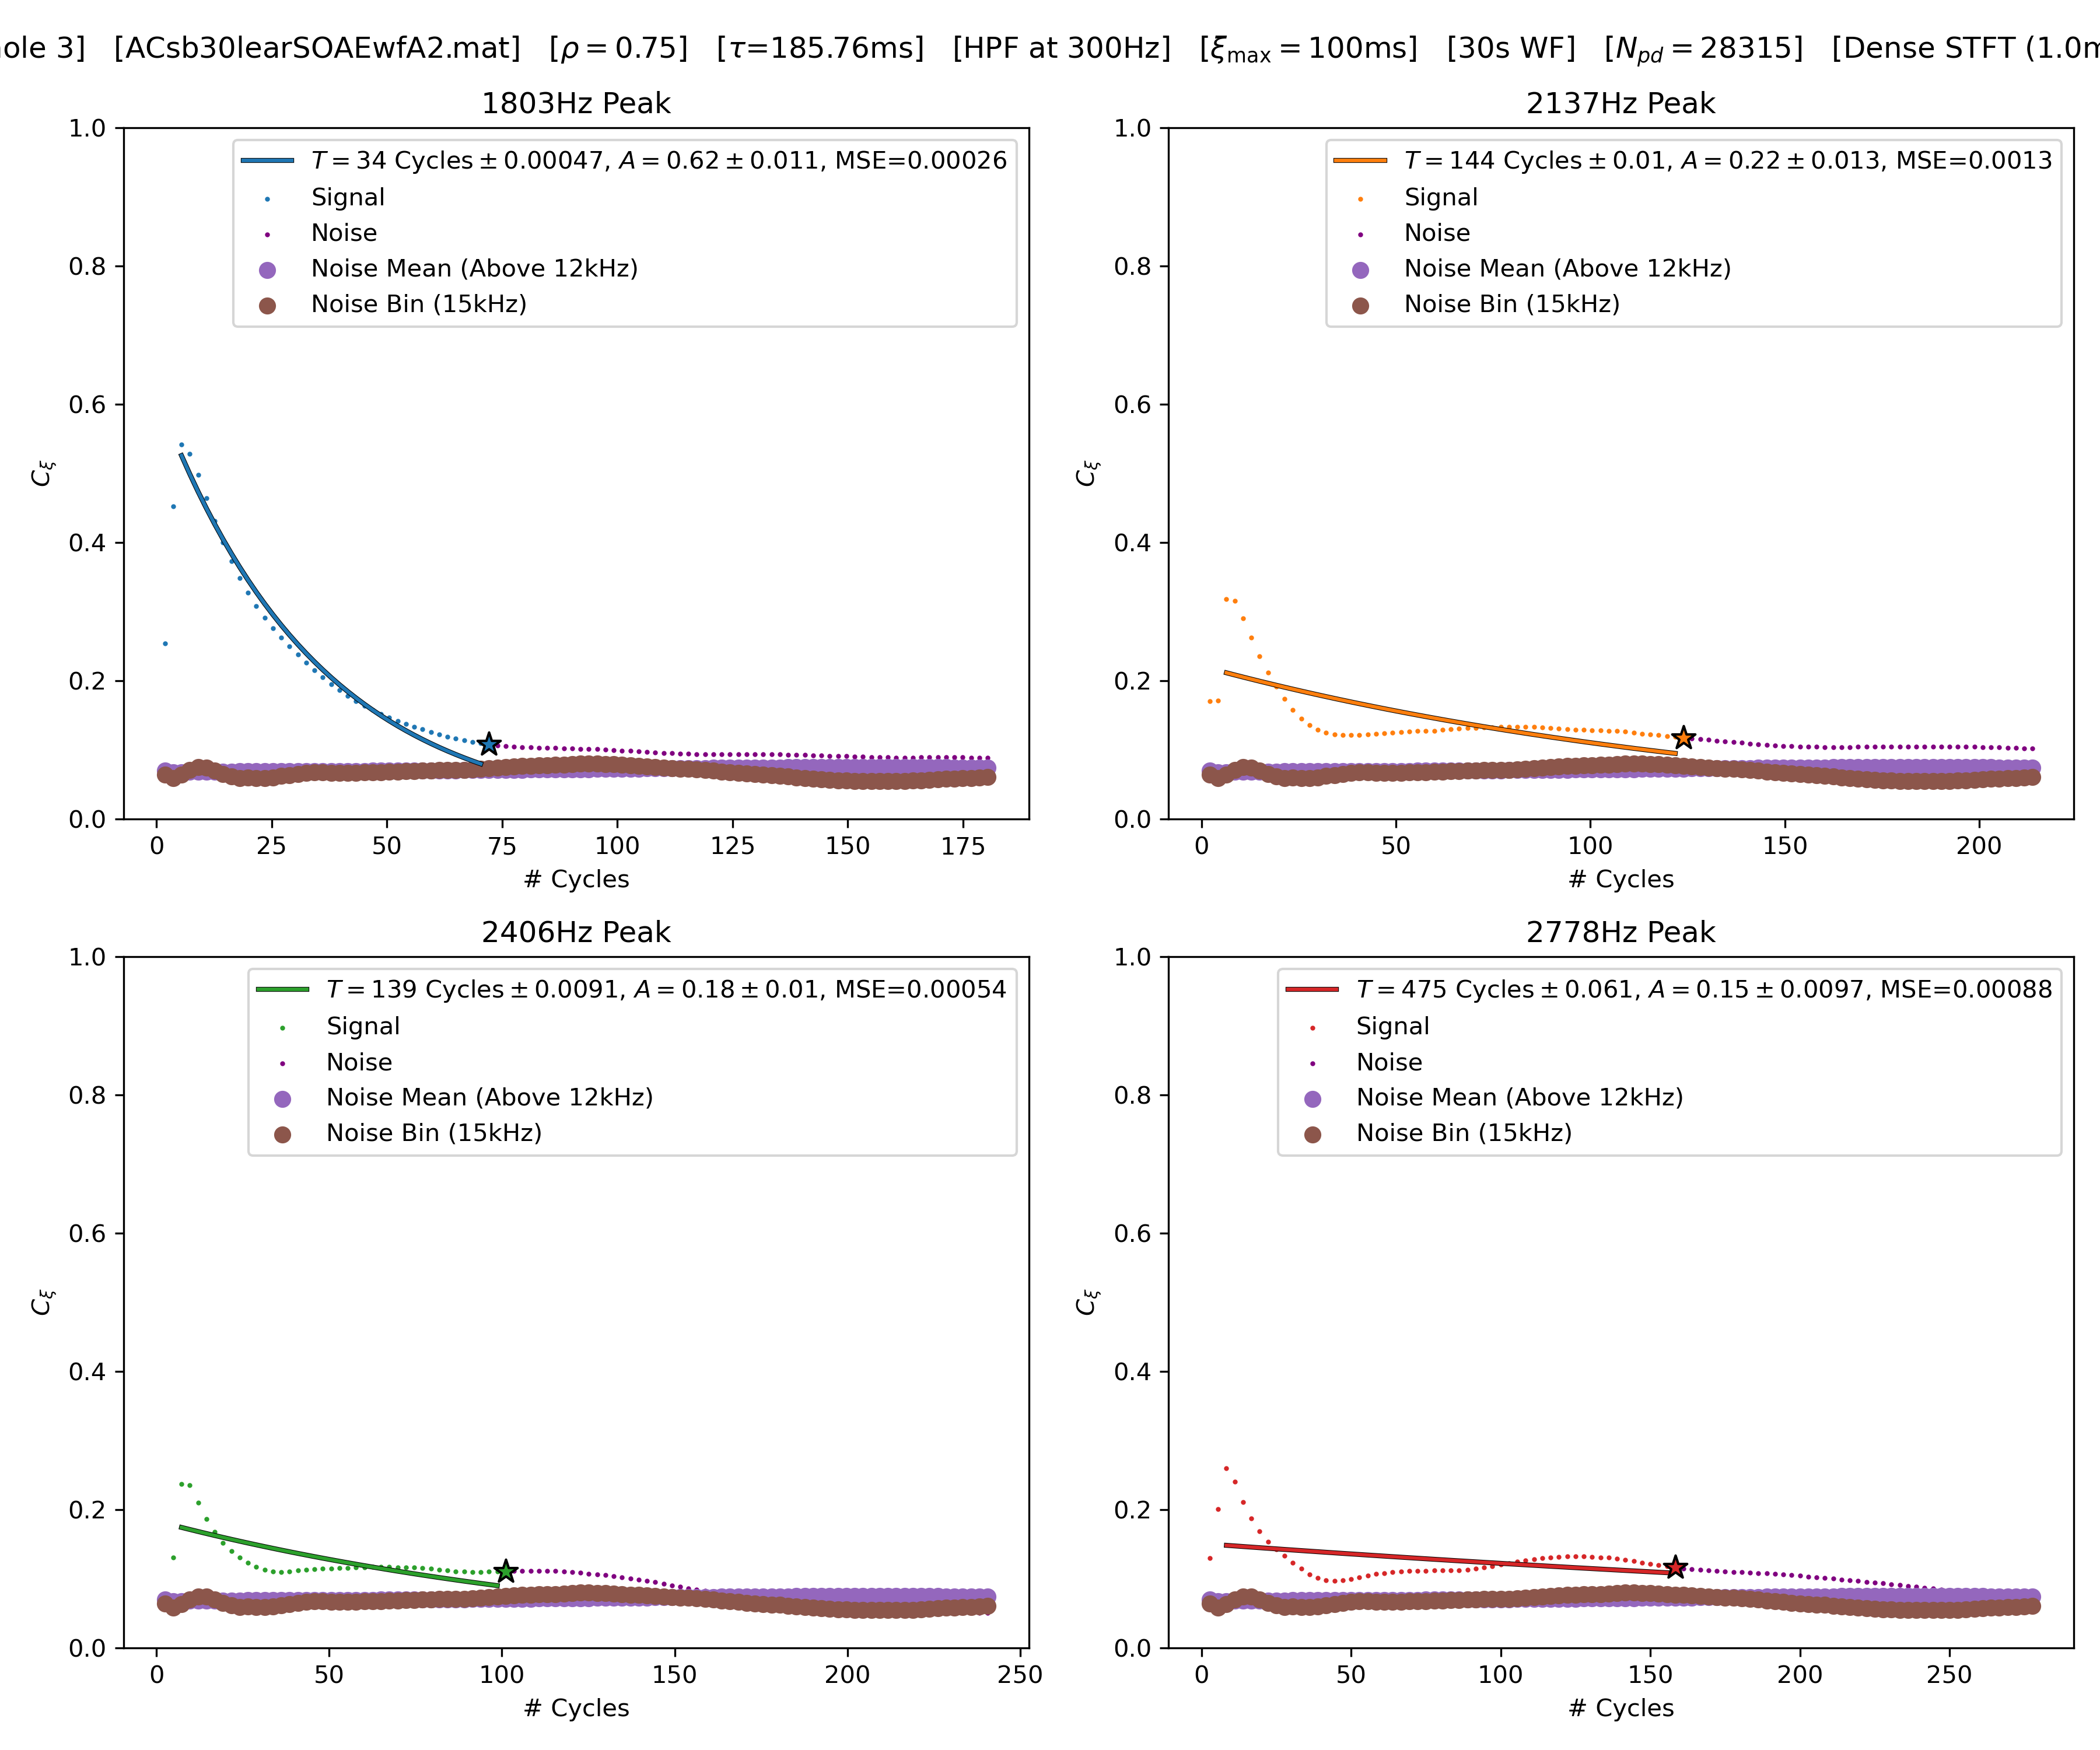 ole 3]   [ACsb30learSOAEwfA2.mat]   [ρ = 0.75]   [τ=185.76ms]   [HPF at 300Hz]   [ξmax = 100ms]   [30s WF]   [Npd = 28315]   [Dense STFT (1.0m
1803Hz Peak
T = 34 Cycles ± 0.00047, A = 0.62 ± 0.011, MSE=0.00026
Signal
Noise
Noise Mean (Above 12kHz)
Noise Bin (15kHz)
1.0
0.8
0.6
0.4
0.2
0.0
Cξ
0 25 50 75 100 125 150 175
# Cycles
2137Hz Peak
T = 144 Cycles ± 0.01, A = 0.22 ± 0.013, MSE=0.0013
Signal
Noise
Noise Mean (Above 12kHz)
Noise Bin (15kHz)
1.0
0.8
0.6
0.4
0.2
0.0
Cξ
0 50 100 150 200
# Cycles
2406Hz Peak
T = 139 Cycles ± 0.0091, A = 0.18 ± 0.01, MSE=0.00054
Signal
Noise
Noise Mean (Above 12kHz)
Noise Bin (15kHz)
1.0
0.8
0.6
0.4
0.2
0.0
Cξ
0 50 100 150 200 250
# Cycles
2778Hz Peak
T = 475 Cycles ± 0.061, A = 0.15 ± 0.0097, MSE=0.00088
Signal
Noise
Noise Mean (Above 12kHz)
Noise Bin (15kHz)
1.0
0.8
0.6
0.4
0.2
0.0
Cξ
0 50 100 150 200 250
# Cycles